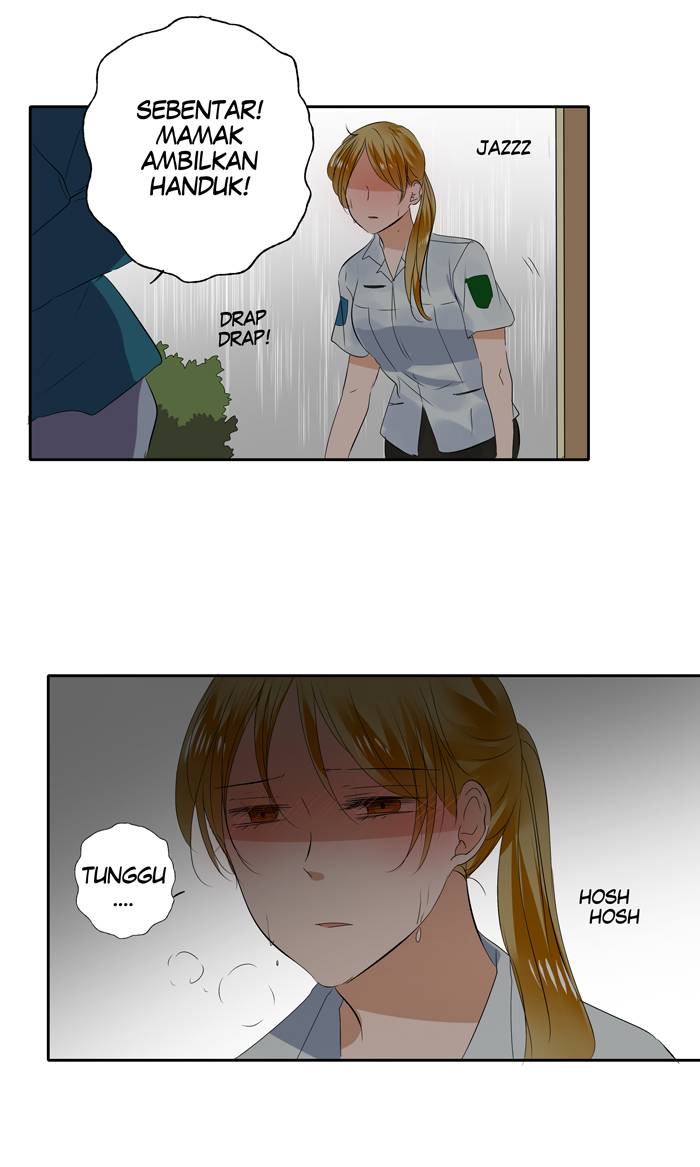 SEBENTAR!
MAMAK
AMBILKAN
HANDUK!
JAZZZ
DRAP
DRAP!
TUNGGU
....
HOSH
HOSH